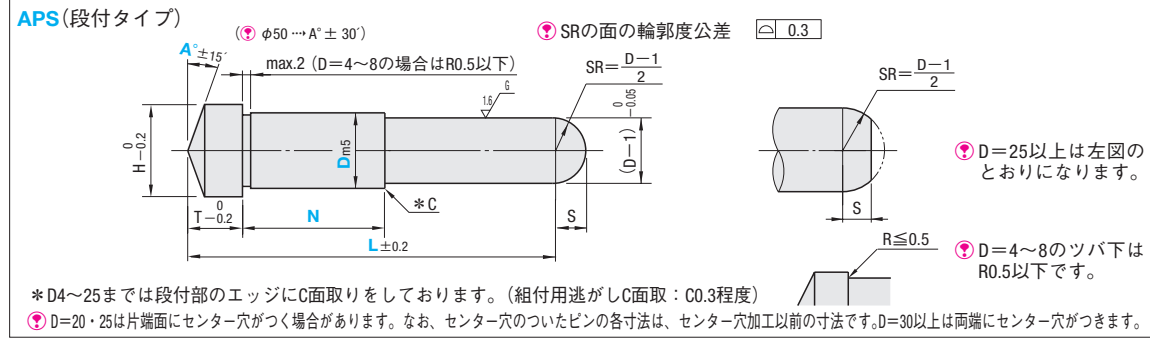 APS(段付タイプ)
(φ50 … A°± 30′)
SRの面の輪郭度公差 ⌓ 0.3
A°±15′
max.2 (D=4〜8の場合はR0.5以下)
SR=D−1/2
1.6 G
H 0 −0.2
Dm5
(D−1) 0 −0.05
*C
T 0 −0.2
N
S
L±0.2
SR=D−1/2
S
D=25以上は左図の
とおりになります。
R≦0.5
D=4〜8のツバ下は
R0.5以下です。
*D4〜25までは段付部のエッジにC面取りをしております。(組付用逃がしC面取:C0.3程度)
D=20・25は片端面にセンター穴がつく場合があります。なお、センター穴のついたピンの各寸法は、センター穴加工以前の寸法です。D=30以上は両端にセンター穴がつきます。